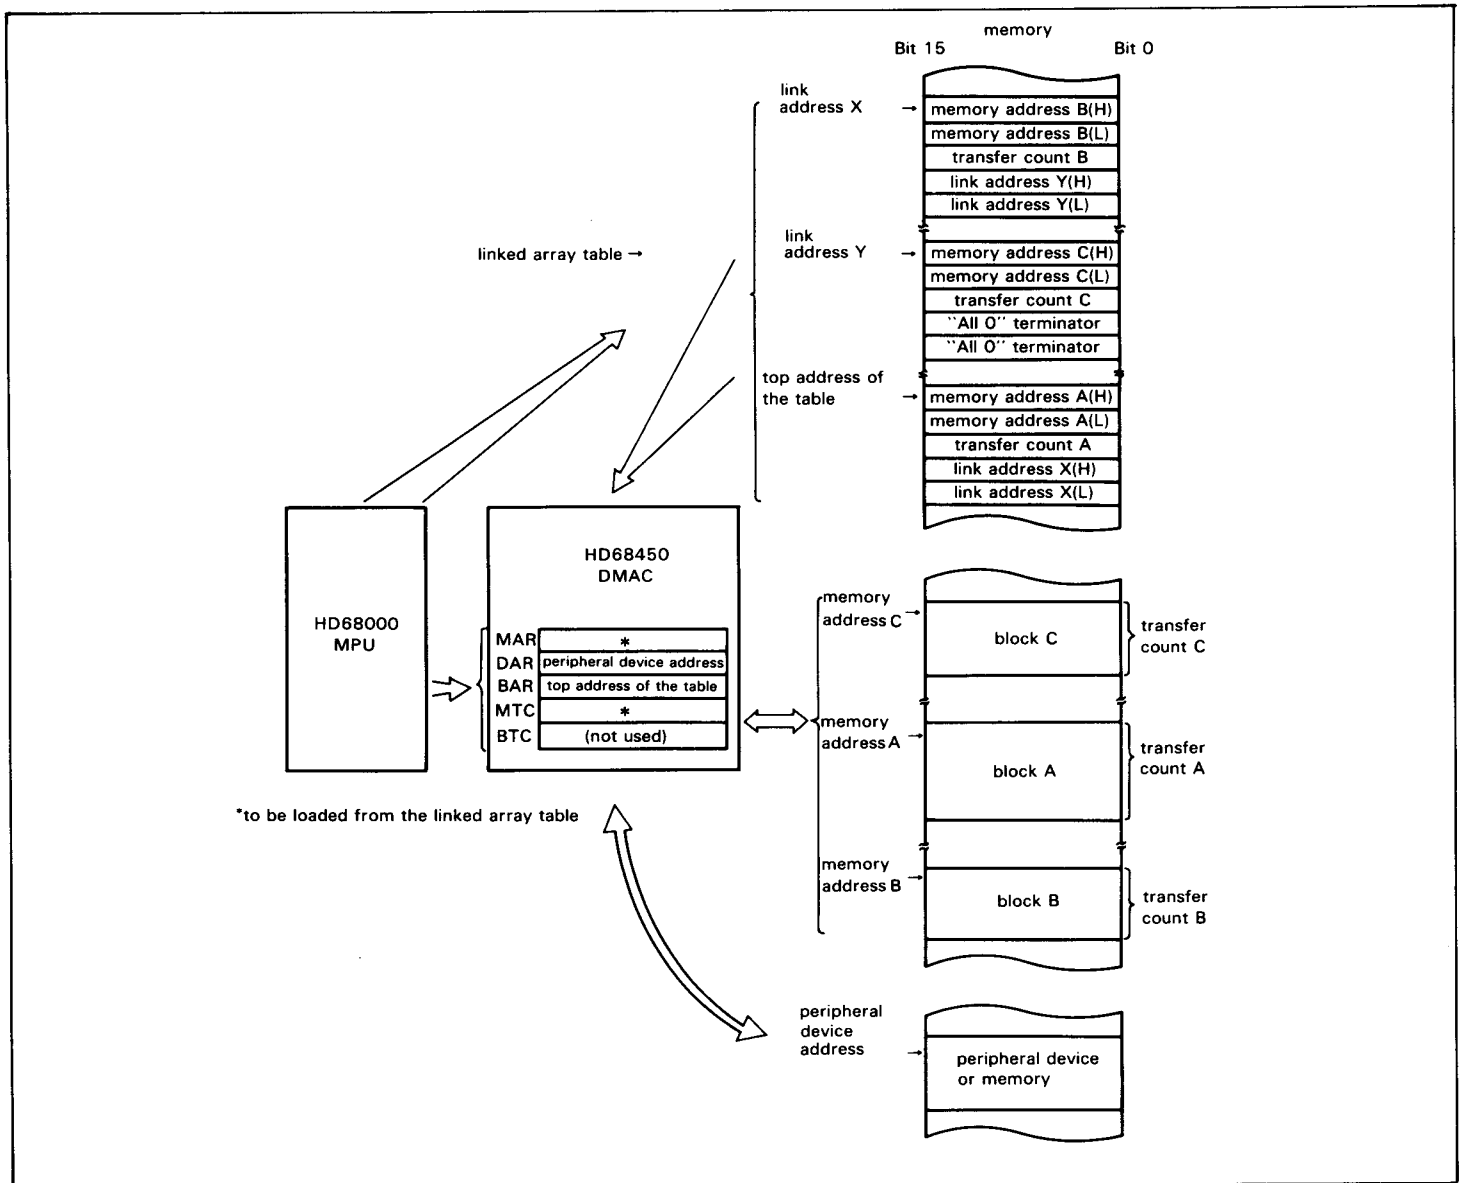 memory
Bit 15 Bit 0
link
address X →
memory address B(H)
memory address B(L)
transfer count B
link address Y(H)
link address Y(L)
linked array table →
link
address Y →
memory address C(H)
memory address C(L)
transfer count C
"All 0" terminator
"All 0" terminator
top address of
the table →
memory address A(H)
memory address A(L)
transfer count A
link address X(H)
link address X(L)
HD68000
MPU
HD68450
DMAC
MAR *
DAR peripheral device address
BAR top address of the table
MTC *
BTC (not used)
*to be loaded from the linked array table
memory
address C →
block C
transfer
count C
memory
address A →
block A
transfer
count A
memory
address B →
block B
transfer
count B
peripheral
device
address →
peripheral device
or memory